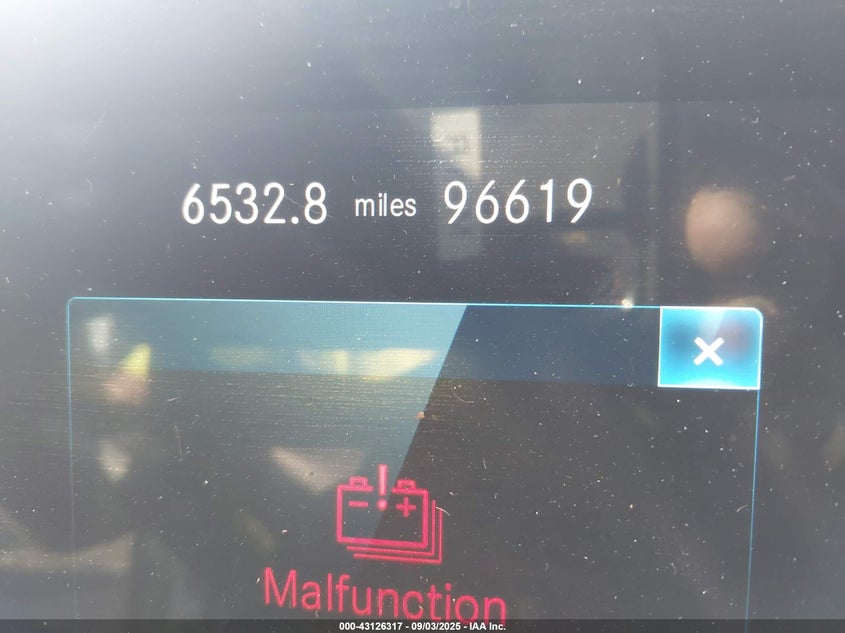 6532.8 miles 96619
Malfunction
000-43126317 - 09/03/2025 - IAA Inc.